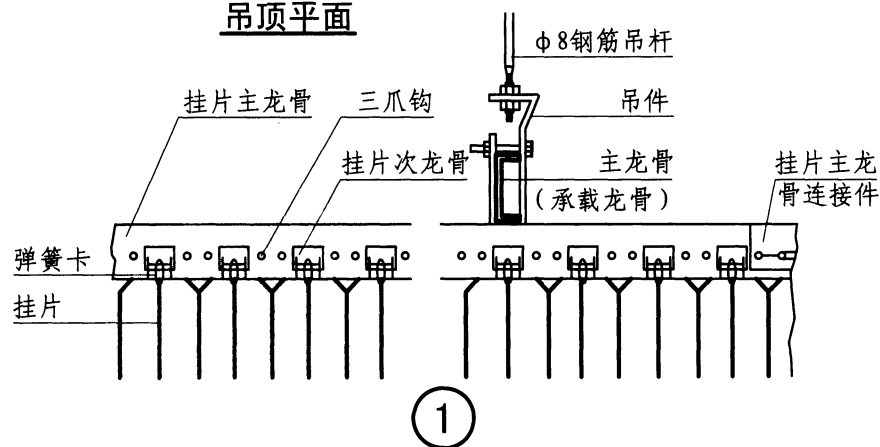 吊顶平面
φ8钢筋吊杆
挂片主龙骨
三爪钩
吊件
挂片次龙骨
主龙骨
(承载龙骨)
挂片主龙
骨连接件
弹簧卡
挂片
1